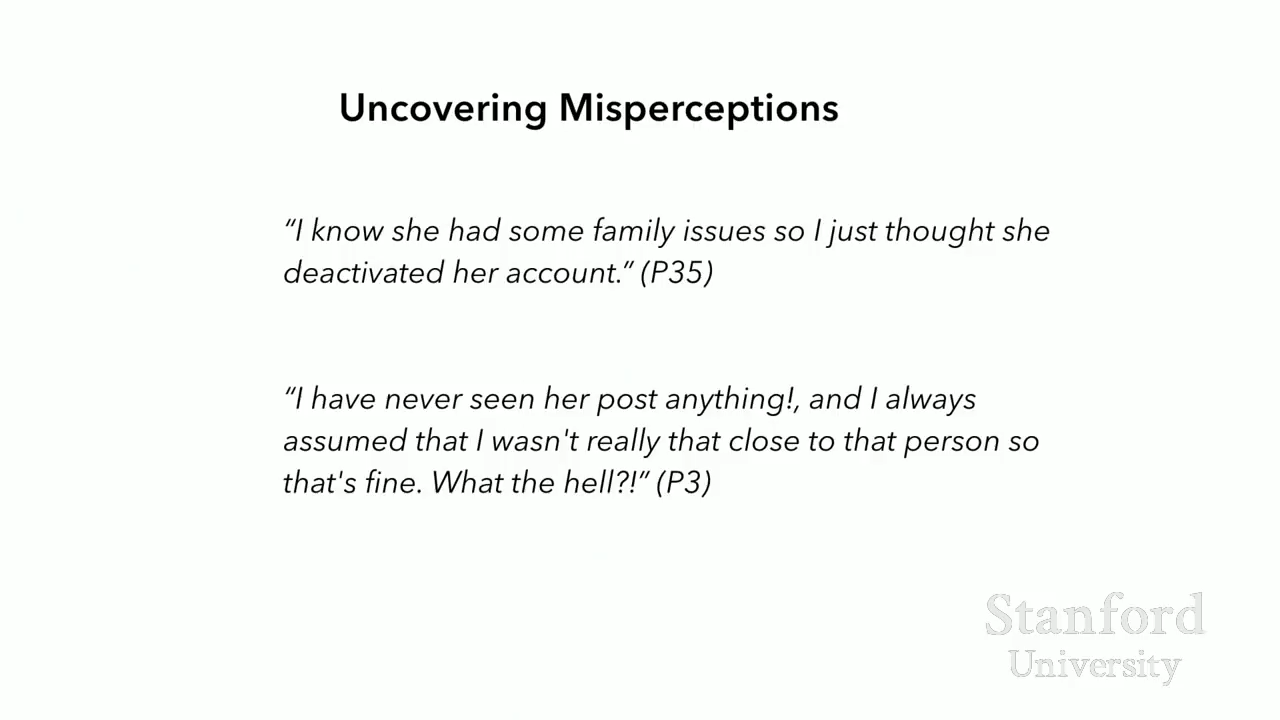 Uncovering Misperceptions
“I know she had some family issues so I just thought she
deactivated her account.” (P35)
“I have never seen her post anything!, and I always
assumed that I wasn't really that close to that person so
that's fine. What the hell?!” (P3)
Stanford
University